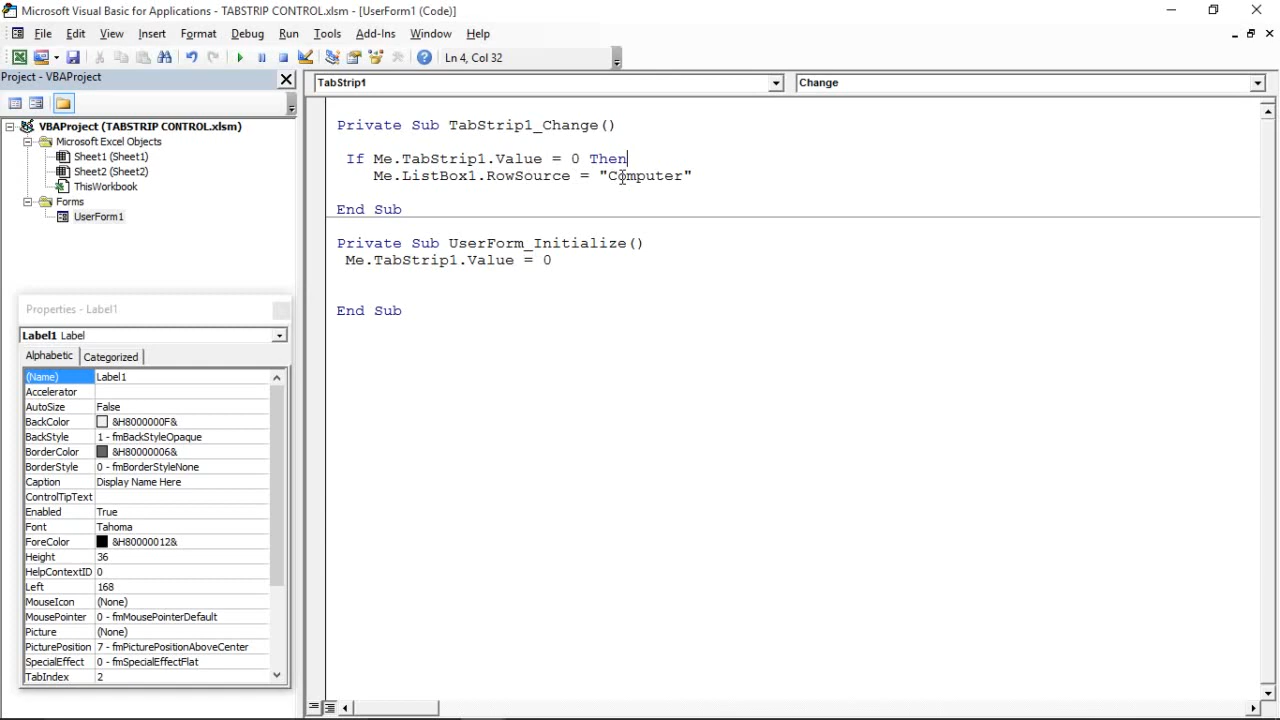 Microsoft Visual Basic for Applications - TABSTRIP CONTROL.xlsm - [UserForm1 (Code)]
File Edit View Insert Format Debug Run Tools Add-Ins Window Help
Ln 4, Col 32
Project - VBAProject
VBAProject (TABSTRIP CONTROL.xlsm)
Microsoft Excel Objects
Sheet1 (Sheet1)
Sheet2 (Sheet2)
ThisWorkbook
Forms
UserForm1
Properties - Label1
Label1 Label
Alphabetic Categorized
(Name) Label1
Accelerator
AutoSize False
BackColor &H8000000F&
BackStyle 1 - fmBackStyleOpaque
BorderColor &H80000006&
BorderStyle 0 - fmBorderStyleNone
Caption Display Name Here
ControlTipText
Enabled True
Font Tahoma
ForeColor &H80000012&
Height 36
HelpContextID 0
Left 168
MouseIcon (None)
MousePointer 0 - fmMousePointerDefault
Picture (None)
PicturePosition 7 - fmPicturePositionAboveCenter
SpecialEffect 0 - fmSpecialEffectFlat
TabIndex 2
TabStrip1 Change
Private Sub TabStrip1_Change()
If Me.TabStrip1.Value = 0 Then
Me.ListBox1.RowSource = "Computer"
End Sub
Private Sub UserForm_Initialize()
Me.TabStrip1.Value = 0
End Sub